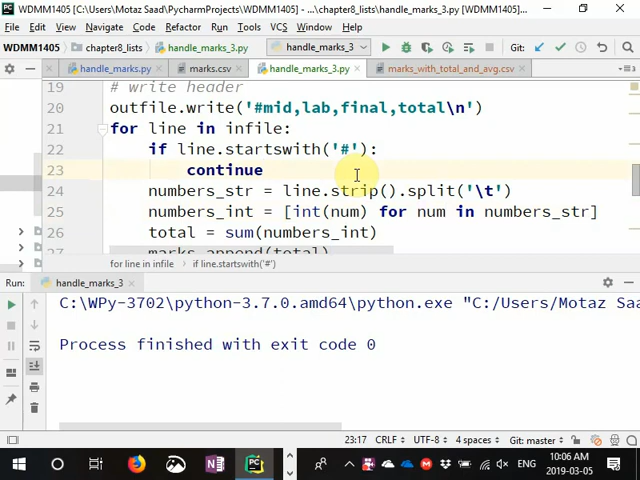 File Edit View Navigate Code Refactor Run Tools VCS Window Help WDMM1405 [C:\Users\Motaz Saad\PycharmProjects\WDMM1405] - ...\chapter8_lists\handle_marks_3.py [WDMM1405] - PyCharm
WDMM1405 chapter8_lists handle_marks_3.py handle_marks_3 Git:
handle_marks.py marks.csv handle_marks_3.py marks_with_total_and_avg.csv
19 # write header
20 outfile.write('#mid,lab,final,total\n')
21 for line in infile:
22 if line.startswith('#'):
23 continue
24 numbers_str = line.strip().split('\t')
25 numbers_int = [int(num) for num in numbers_str]
26 total = sum(numbers_int)
27 marks.append(total)
for line in infile if line.startswith('#')
Run: handle_marks_3
C:\WPy-3702\python-3.7.0.amd64\python.exe "C:/Users/Motaz Saa
Process finished with exit code 0
23:17 CRLF UTF-8 4 spaces Git: master
10:06 AM
ENG
2019-03-05